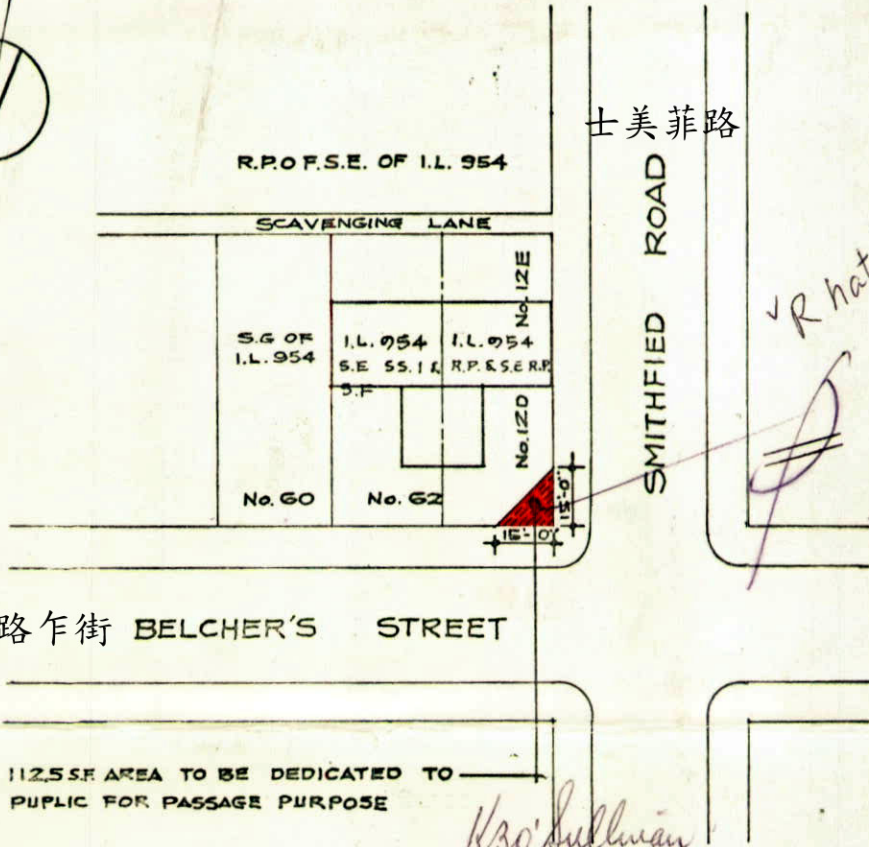 士美菲路
R.P.O F.S.E. OF I.L. 954
SCAVENGING LANE
SMITHFIELD ROAD
No. 12E
S.G OF
I.L. 954
I.L. 954
S.E SS. 1 &
S.F
I.L. 954
R.P. & S.E R.P.
No. 12D
No. 60
No. 62
15'-0"
15'-0"
路乍街 BELCHER'S STREET
112.5 S.F. AREA TO BE DEDICATED TO
PUPLIC FOR PASSAGE PURPOSE